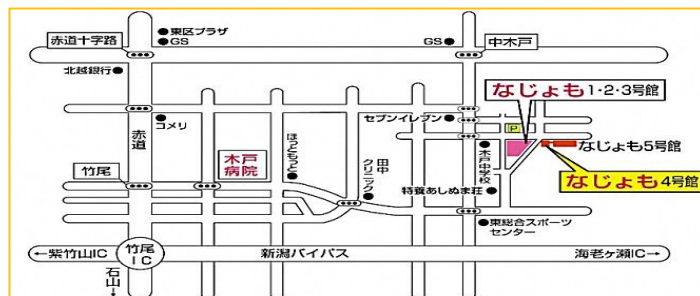 赤道十字路
●東区プラザ
●GS
GS●
中木戸
北越銀行●
なじょも1・2・3号館
赤道
●
コメリ
セブンイレブン●
P
ほっともっと●
田中
クリニック●
●木戸中学校
なじょも5号館
竹尾
木戸
病院
特養あしぬま荘
●
なじょも4号館
●東総合スポーツ
センター
←紫竹山IC
竹尾
IC
新潟バイパス
海老ヶ瀬IC→
石山→